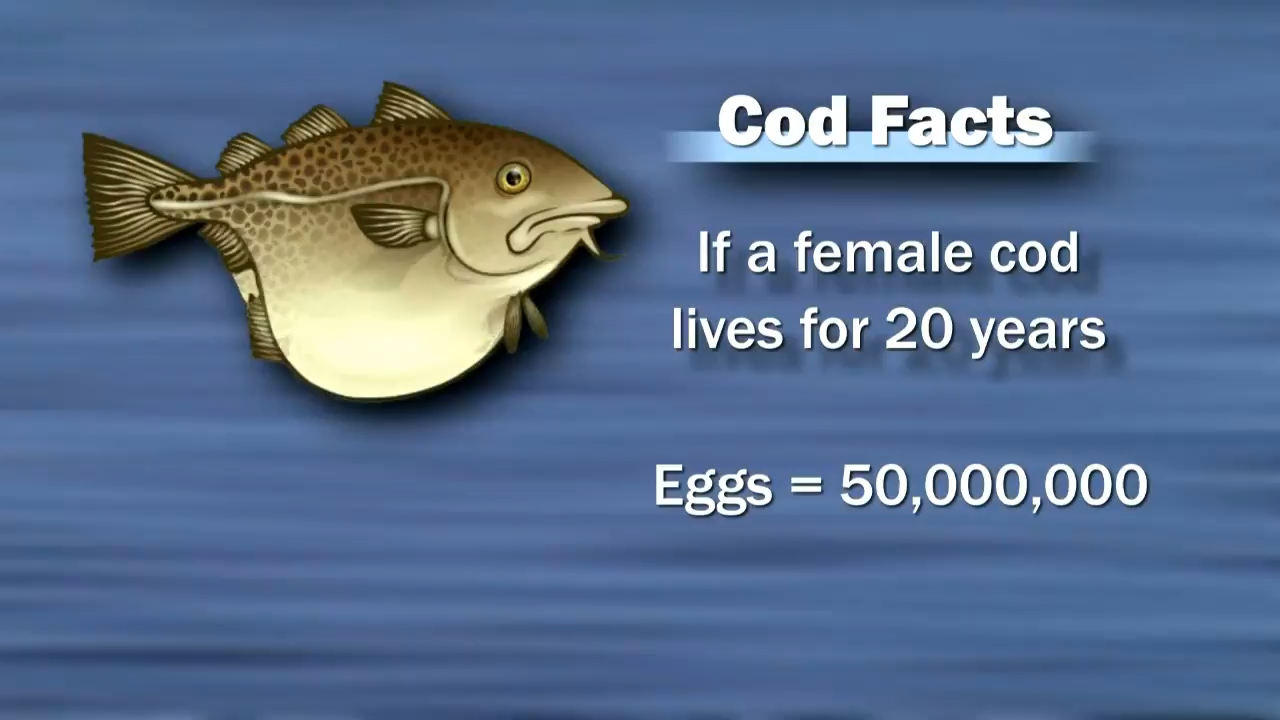 Cod Facts
If a female cod
lives for 20 years
Eggs = 50,000,000